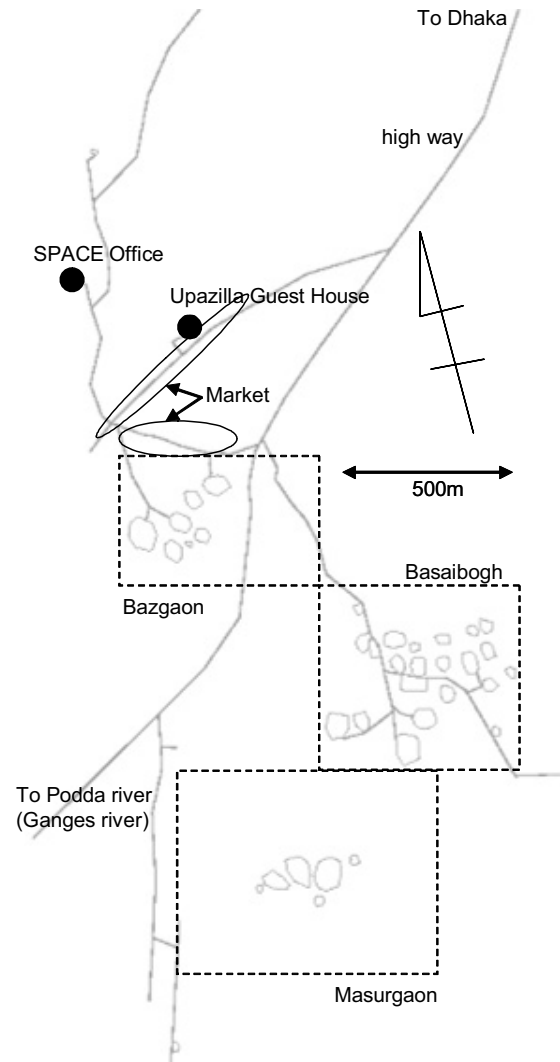 To Dhaka
high way
SPACE Office
Upazilla Guest House
Market
500m
Basaibogh
Bazgaon
To Podda river
(Ganges river)
Masurgaon